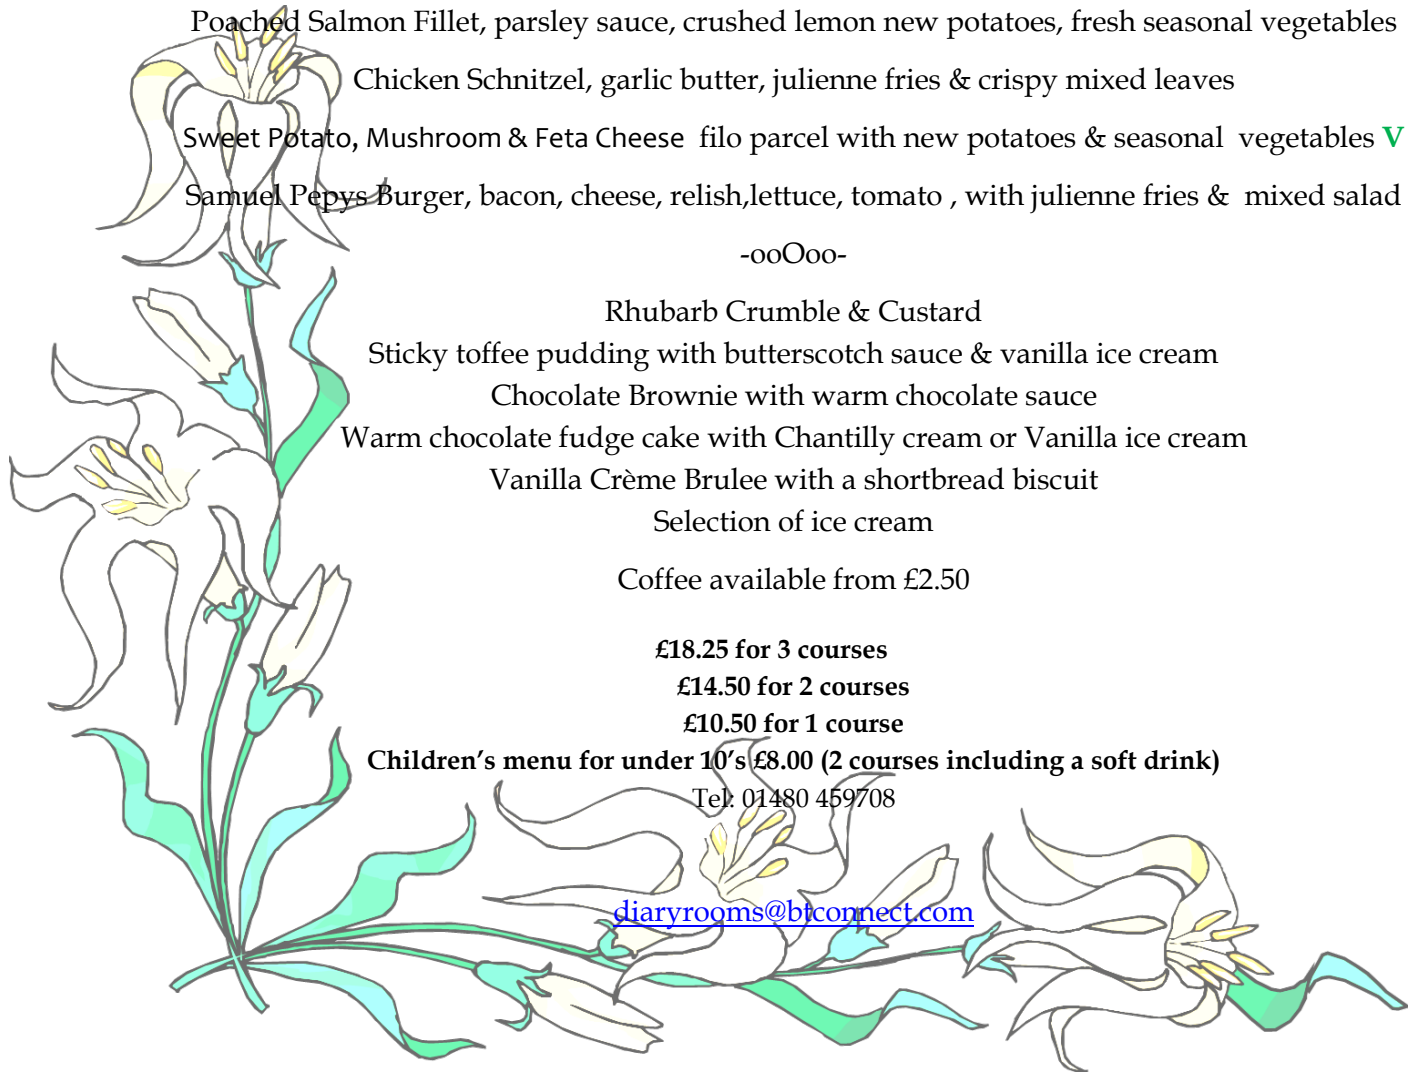 Poached Salmon Fillet, parsley sauce, crushed lemon new potatoes, fresh seasonal vegetables
Chicken Schnitzel, garlic butter, julienne fries & crispy mixed leaves
Sweet Potato, Mushroom & Feta Cheese filo parcel with new potatoes & seasonal vegetables V
Samuel Pepys Burger, bacon, cheese, relish,lettuce, tomato , with julienne fries & mixed salad
-ooOoo-
Rhubarb Crumble & Custard
Sticky toffee pudding with butterscotch sauce & vanilla ice cream
Chocolate Brownie with warm chocolate sauce
Warm chocolate fudge cake with Chantilly cream or Vanilla ice cream
Vanilla Crème Brulee with a shortbread biscuit
Selection of ice cream
Coffee available from £2.50
£18.25 for 3 courses
£14.50 for 2 courses
£10.50 for 1 course
Children’s menu for under 10’s £8.00 (2 courses including a soft drink)
Tel: 01480 459708
diaryrooms@btconnect.com